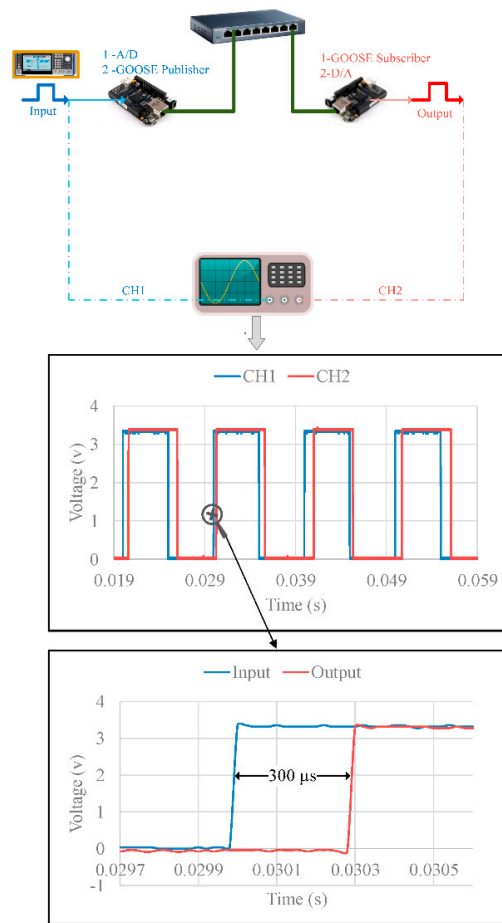 1 -A/D
2 -GOOSE Publisher
1-GOOSE Subscriber
2-D/A
Input
Output
CH1
CH2
CH1 CH2
Voltage (v)
4
3
2
1
0
0.019 0.029 0.039 0.049 0.059
Time (s)
Input Output
Voltage (v)
4
3
2
1
0
-1
300 µs
0.0297 0.0299 0.0301 0.0303 0.0305
Time (s)